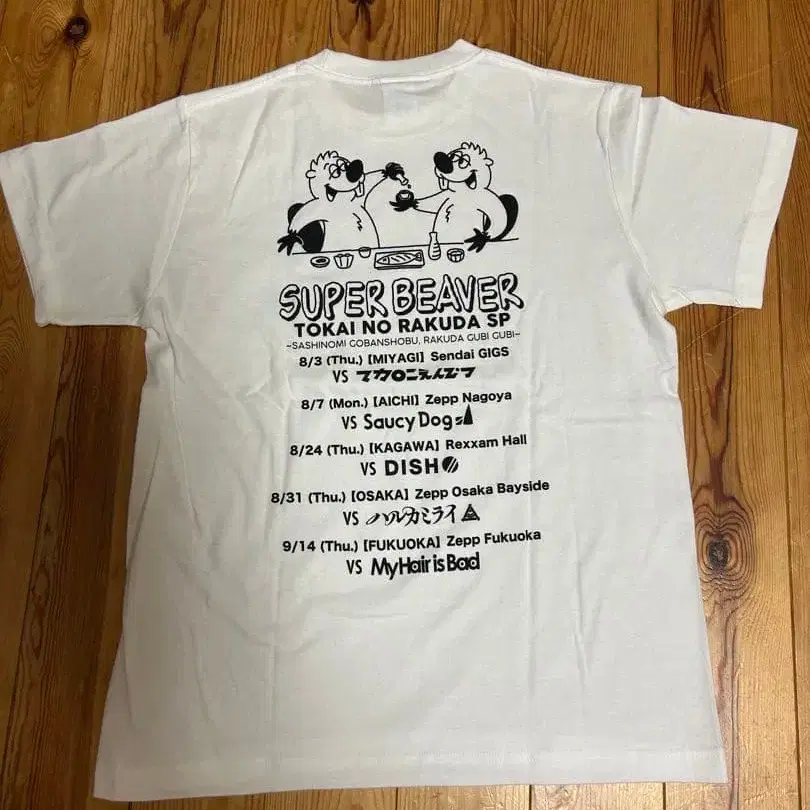 SUPER BEAVER
TOKAI NO RAKUDA SP
~SASHINOMI GOBANSHOBU, RAKUDA GUBI GUBI~
8/3 (Thu.) [MIYAGI] Sendai GIGS
VS マカロニえんぴつ
8/7 (Mon.) [AICHI] Zepp Nagoya
VS Saucy Dog
8/24 (Thu.) [KAGAWA] Rexxam Hall
VS DISH//
8/31 (Thu.) [OSAKA] Zepp Osaka Bayside
VS ハルカミライ
9/14 (Thu.) [FUKUOKA] Zepp Fukuoka
VS My Hair is Bad